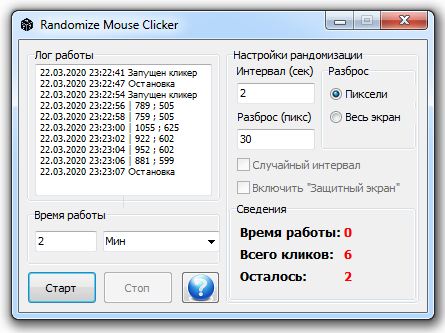 Randomize Mouse Clicker
Лог работы
22.03.2020 23:22:41 Запущен кликер
22.03.2020 23:22:47 Остановка
22.03.2020 23:22:54 Запущен кликер
22.03.2020 23:22:56 | 789 ; 505
22.03.2020 23:22:58 | 759 ; 505
22.03.2020 23:23:00 | 1055 ; 625
22.03.2020 23:23:02 | 922 ; 602
22.03.2020 23:23:04 | 952 ; 602
22.03.2020 23:23:06 | 881 ; 599
22.03.2020 23:23:07 Остановка
Время работы
2
Мин
Старт
Стоп
?
Настройки рандомизации
Интервал (сек)
2
Разброс (пикс)
30
Разброс
Пиксели
Весь экран
Случайный интервал
Включить "Защитный экран"
Сведения
Время работы: 0
Всего кликов: 6
Осталось: 2